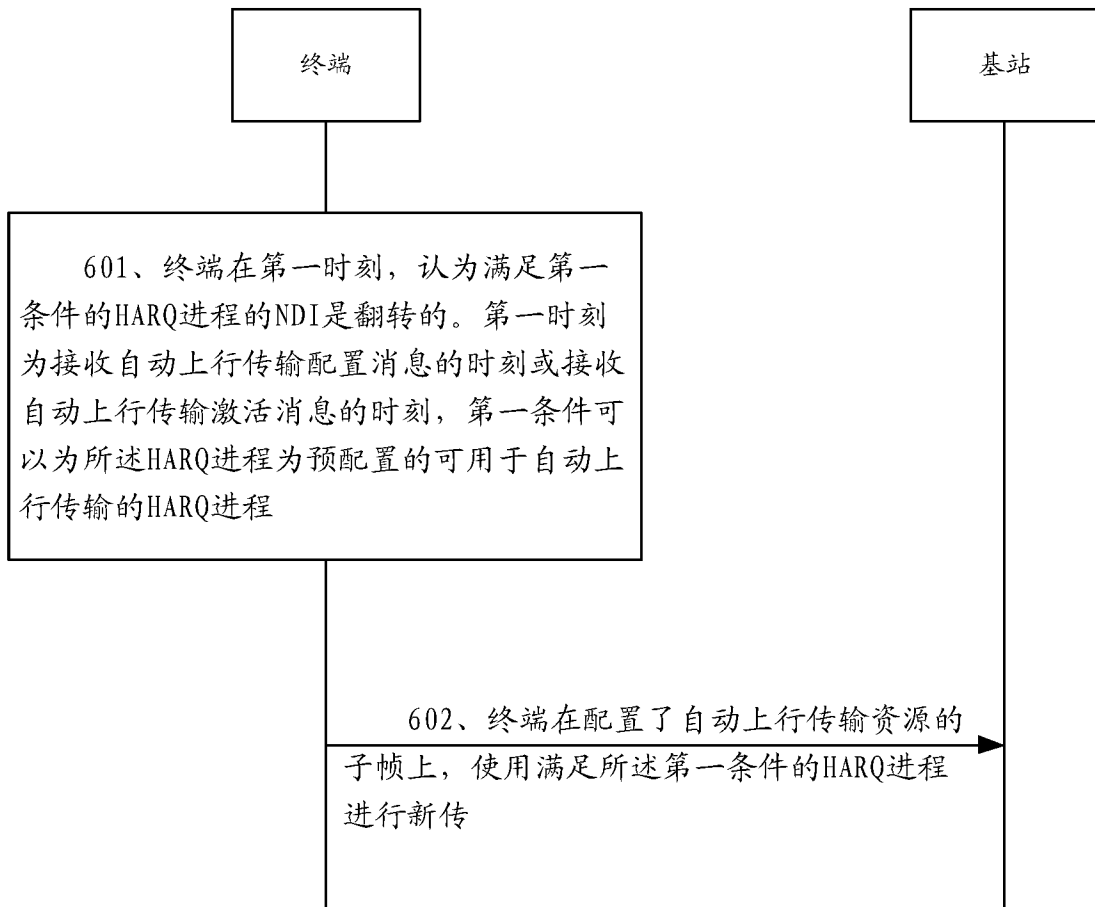 终端
基站
601、终端在第一时刻，认为满足第一
条件的HARQ进程的NDI是翻转的。第一时刻
为接收自动上行传输配置消息的时刻或接收
自动上行传输激活消息的时刻，第一条件可
以为所述HARQ进程为预配置的可用于自动上
行传输的HARQ进程
602、终端在配置了自动上行传输资源的
子帧上，使用满足所述第一条件的HARQ进程
进行新传